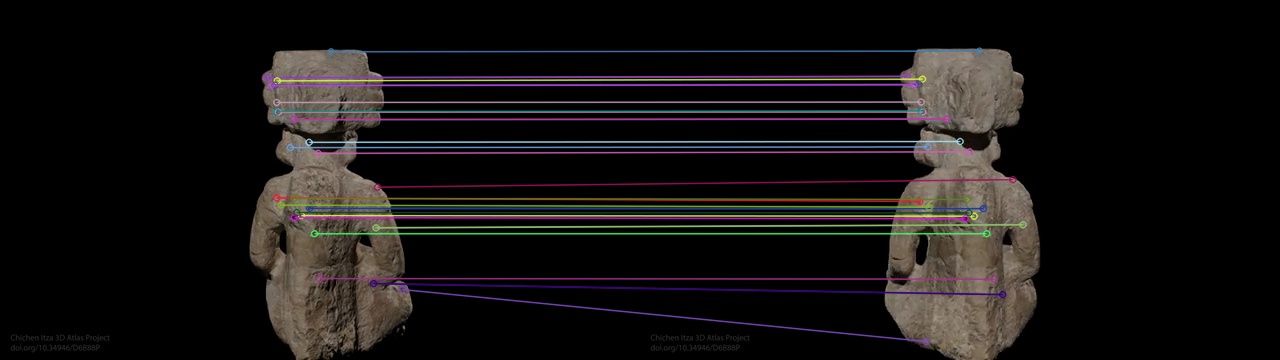 Chichen Itza 3D Atlas Project
doi.org/10.34946/D6B88P
Chichen Itza 3D Atlas Project
doi.org/10.34946/D6B88P